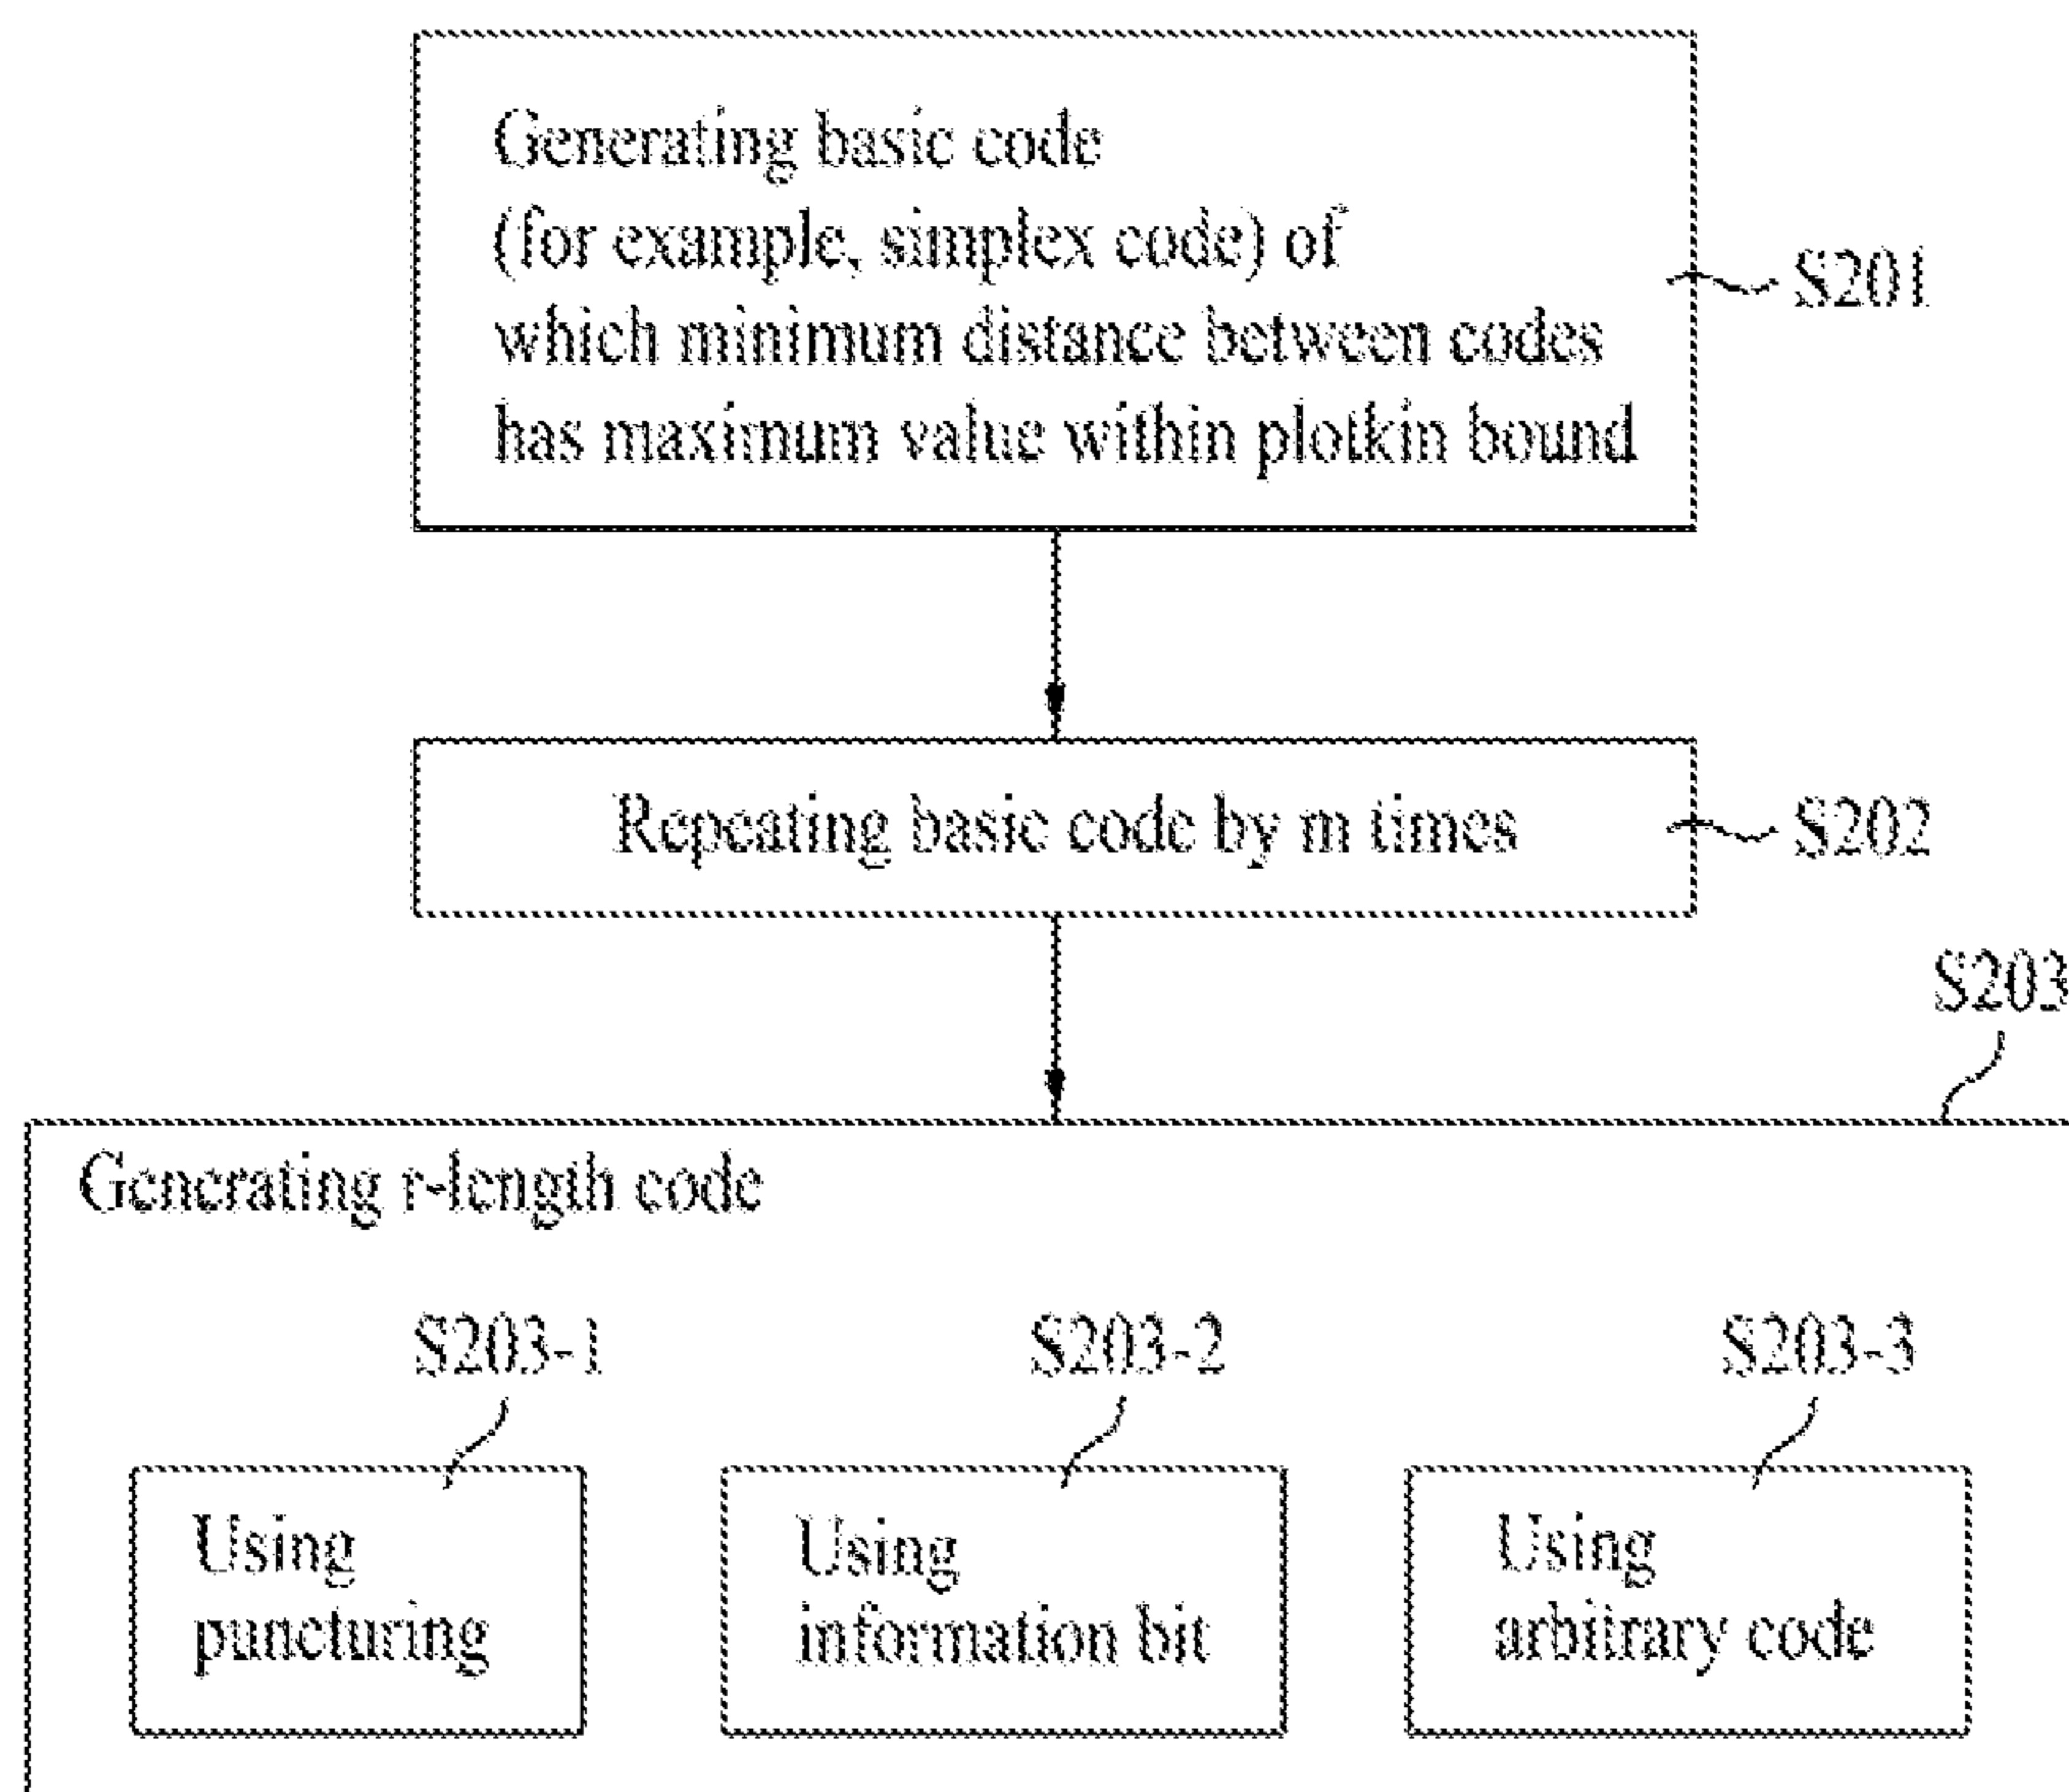 Generating basic code
(for example, simplex code) of
which minimum distance between codes
has maximum value within plotkin bound
S201
Repeating basic code by m times
S202
S203
Generating r-length code
S203-1
S203-2
S203-3
Using
puncturing
Using
information bit
Using
arbitrary code